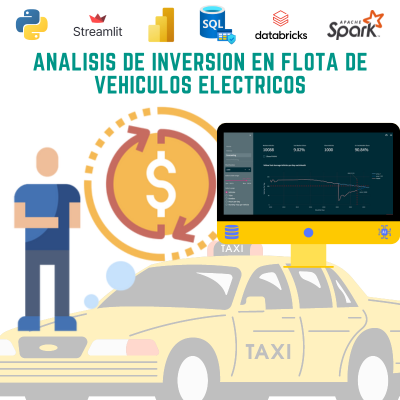 Streamlit
SQL
databricks
APACHE
Spark
ANALISIS DE INVERSION EN FLOTA DE
VEHICULOS ELECTRICOS
$
TAXI
TAXI